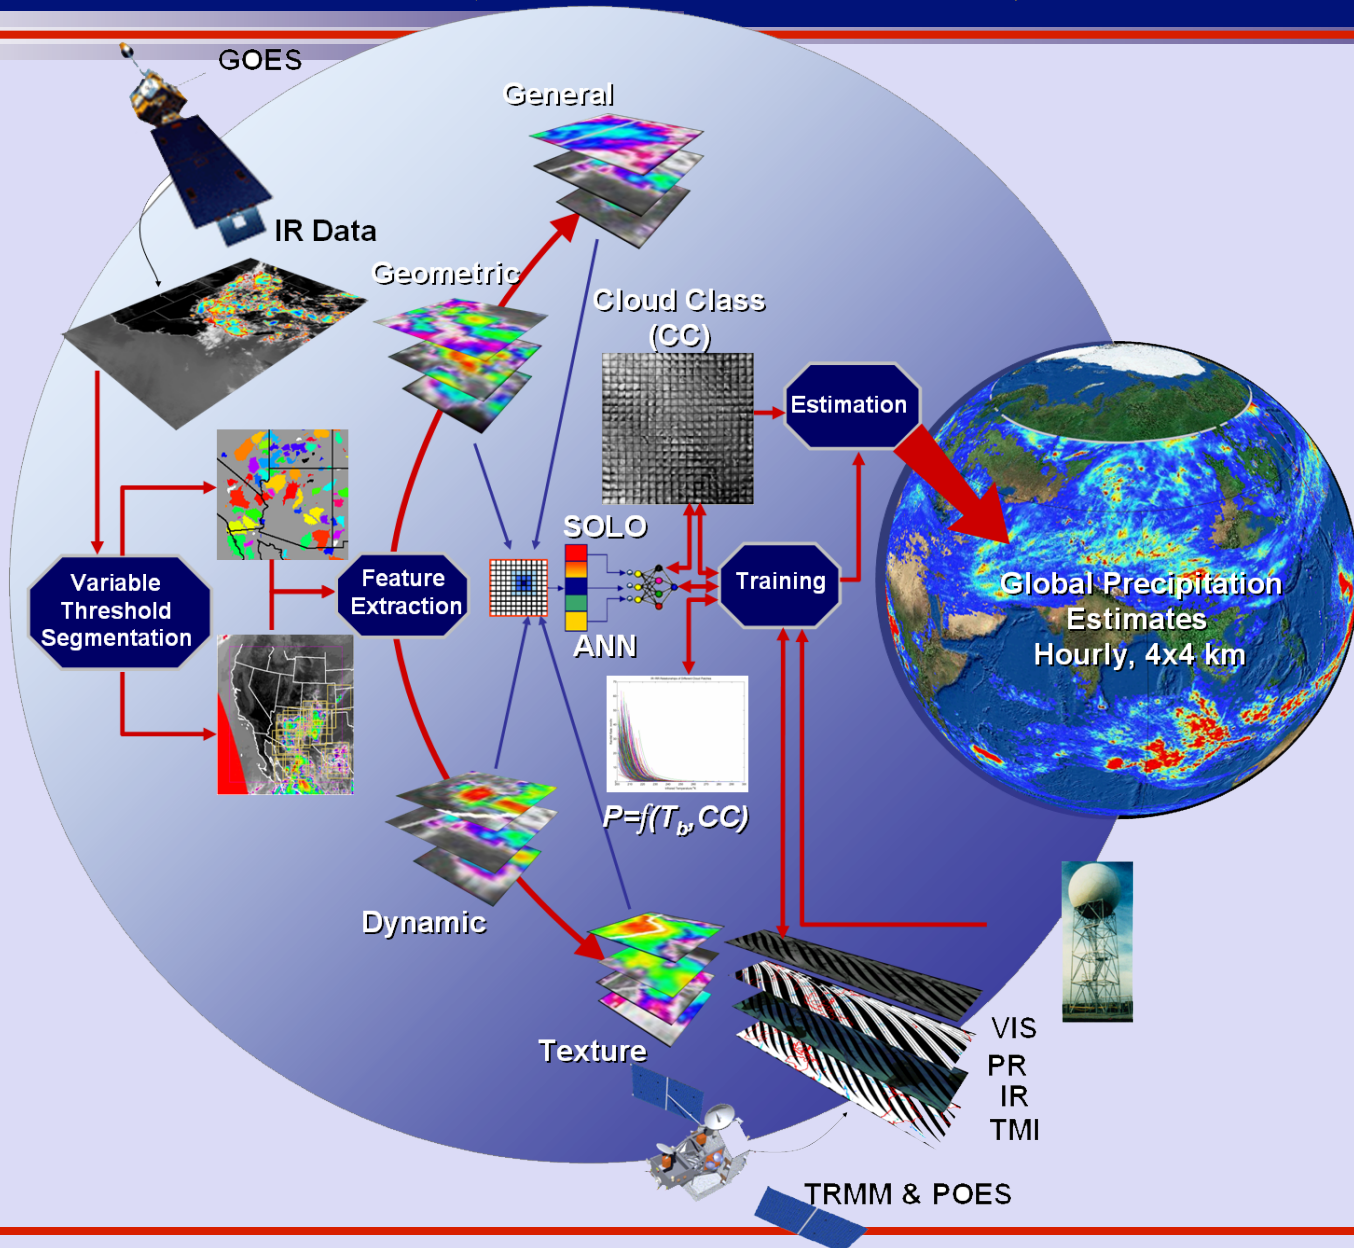 GOES
General
IR Data
Geometric
Cloud Class
(CC)
Estimation
SOLO
Variable
Threshold
Segmentation
Feature
Extraction
Training
Global Precipitation
Estimates
Hourly, 4x4 km
ANN
P=f(Tb,CC)
Dynamic
Texture
VIS
PR
IR
TMI
TRMM & POES